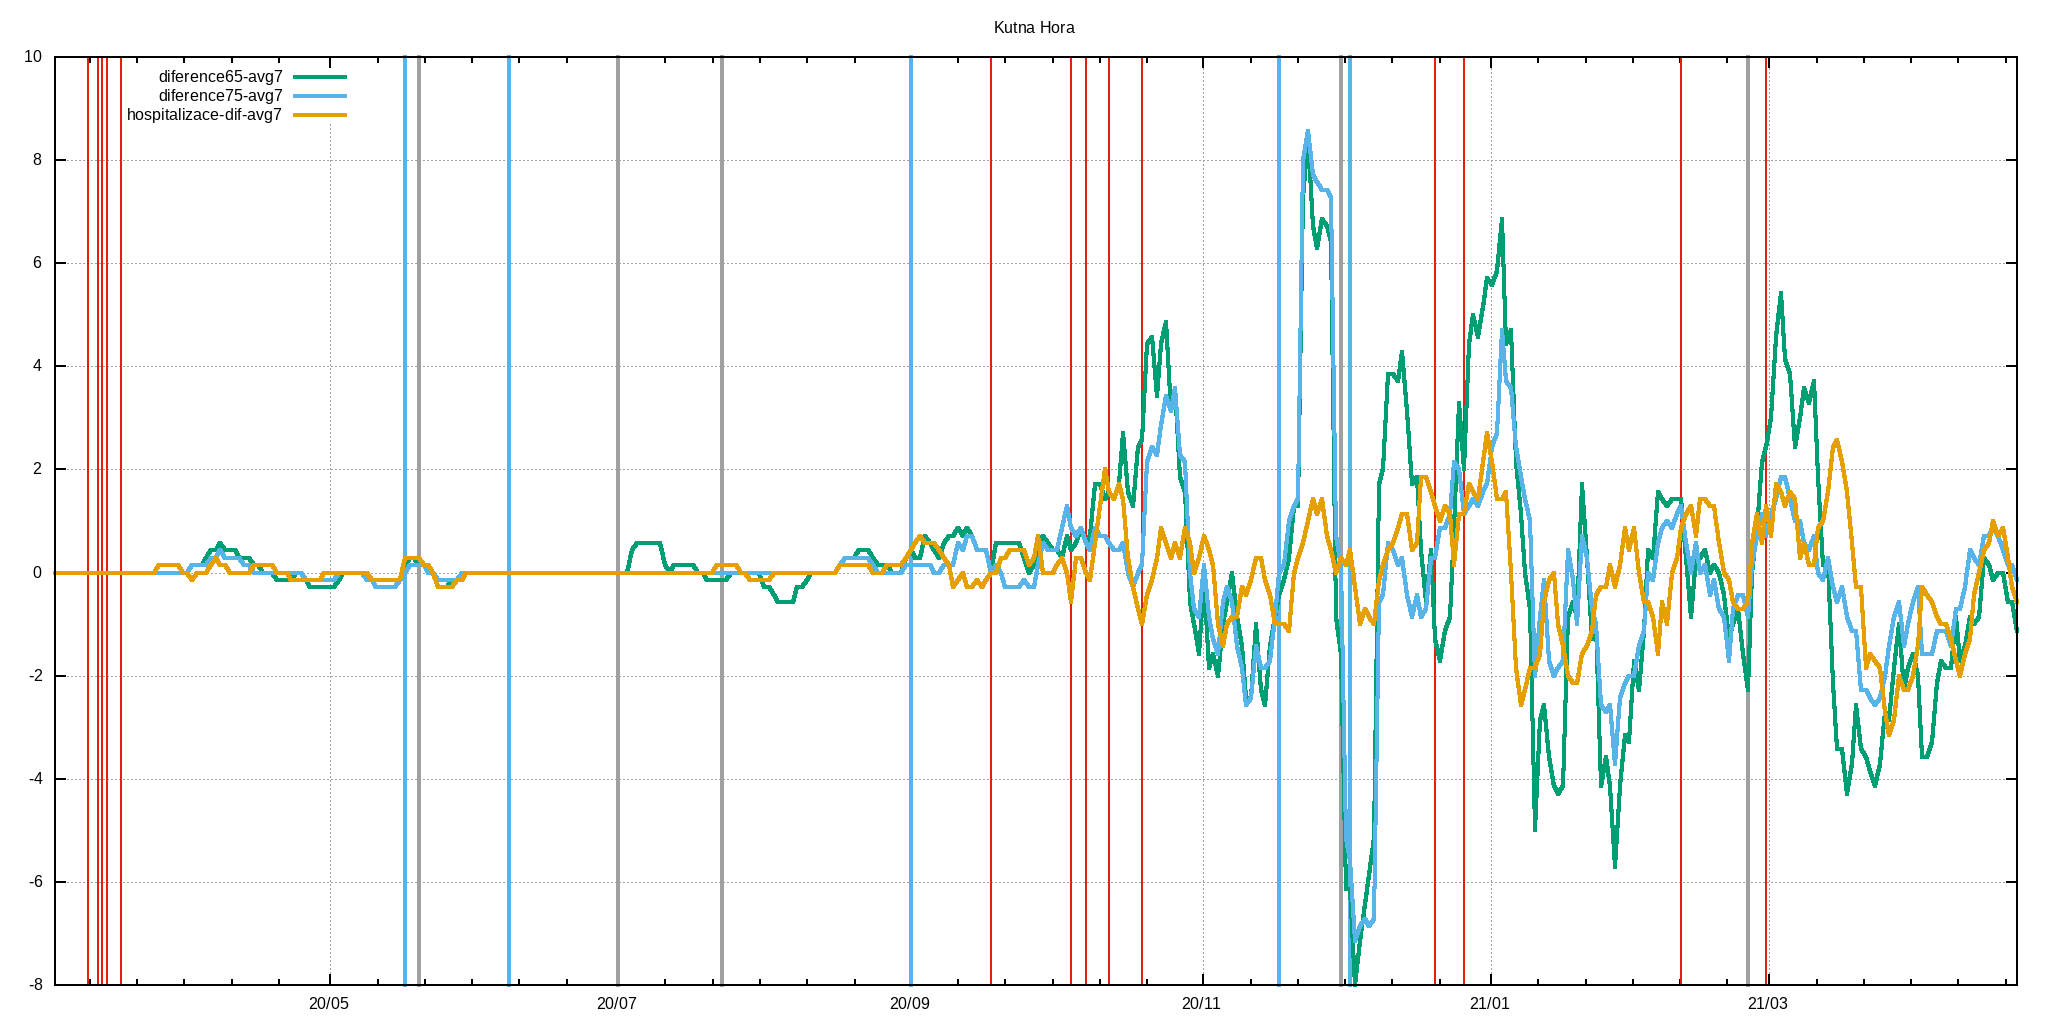 Kutna Hora
diference65-avg7
diference75-avg7
hospitalizace-dif-avg7
10
8
6
4
2
0
-2
-4
-6
-8
20/05 20/07 20/09 20/11 21/01 21/03